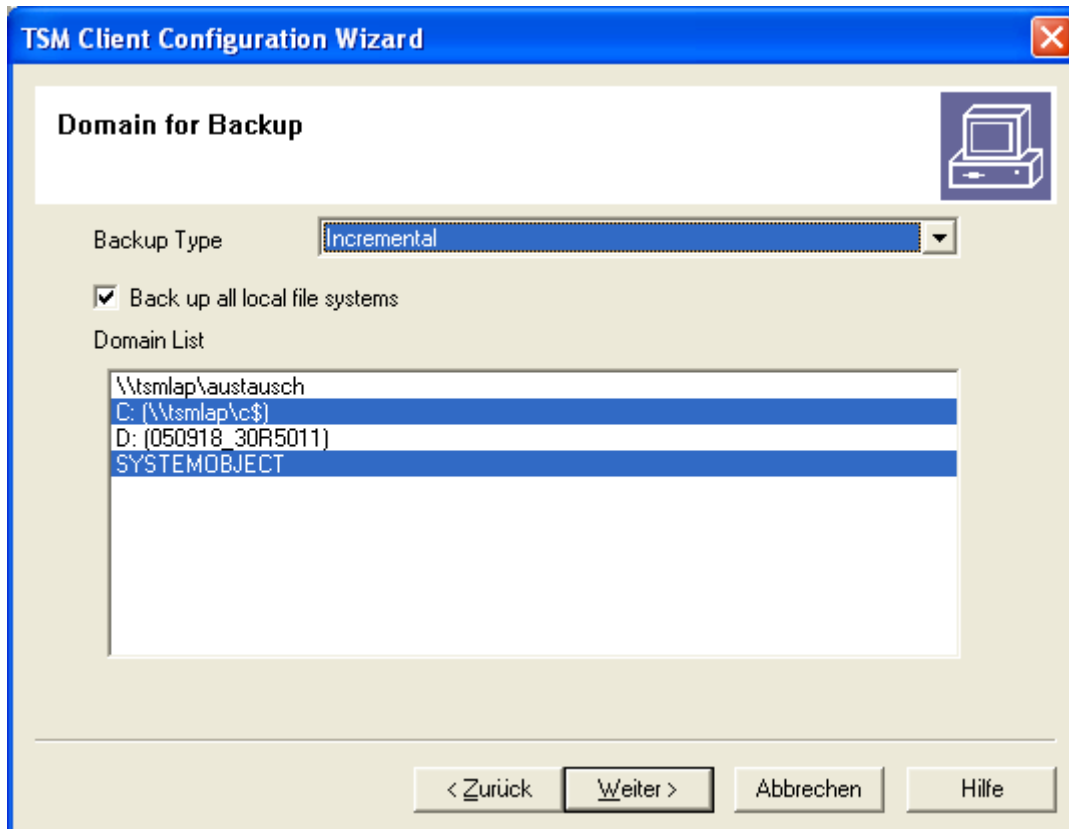 TSM Client Configuration Wizard
Domain for Backup
Backup Type
Incremental
Back up all local file systems
Domain List
\\tsmlap\austausch
C: (\\tsmlap\c$)
D: (050918_30R5011)
SYSTEMOBJECT
< Zurück
Weiter >
Abbrechen
Hilfe